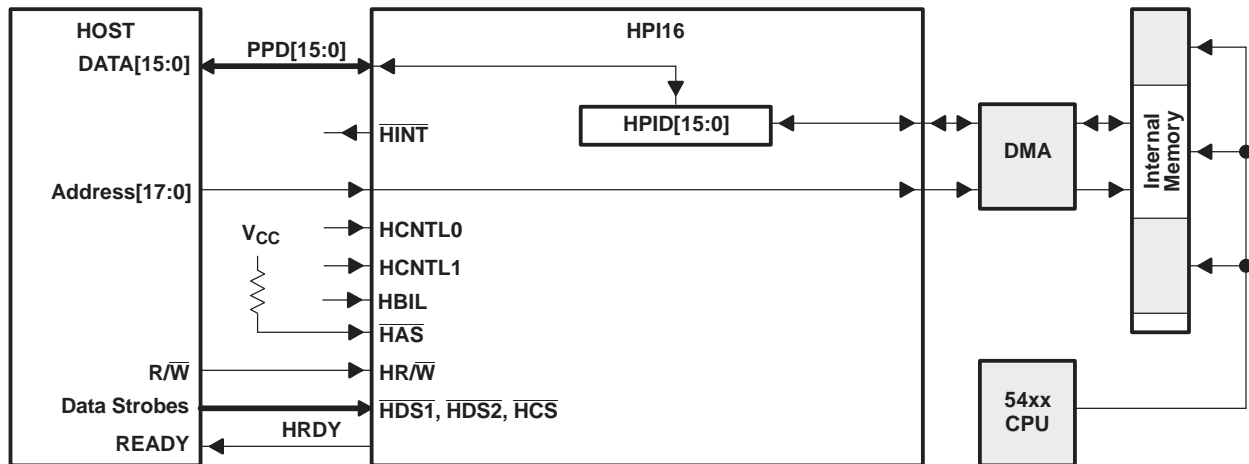 HOST
HPI16
DATA[15:0]
PPD[15:0]
HPID[15:0]
HINT
DMA
Internal
Memory
Address[17:0]
VCC
HCNTL0
HCNTL1
HBIL
HAS
R/W
HR/W
Data Strobes
HDS1, HDS2, HCS
READY
HRDY
54xx
CPU